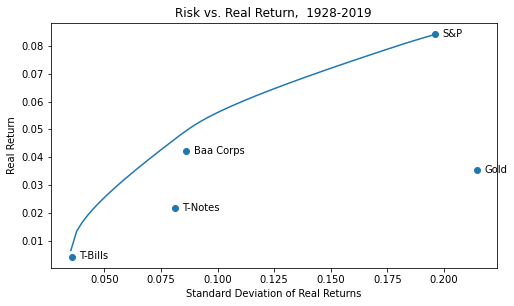 Risk vs. Real Return, 1928-2019
Real Return
0.08
0.07
0.06
0.05
0.04
0.03
0.02
0.01
S&P
Baa Corps
Gold
T-Notes
T-Bills
0.050
0.075
0.100
0.125
0.150
0.175
0.200
Standard Deviation of Real Returns